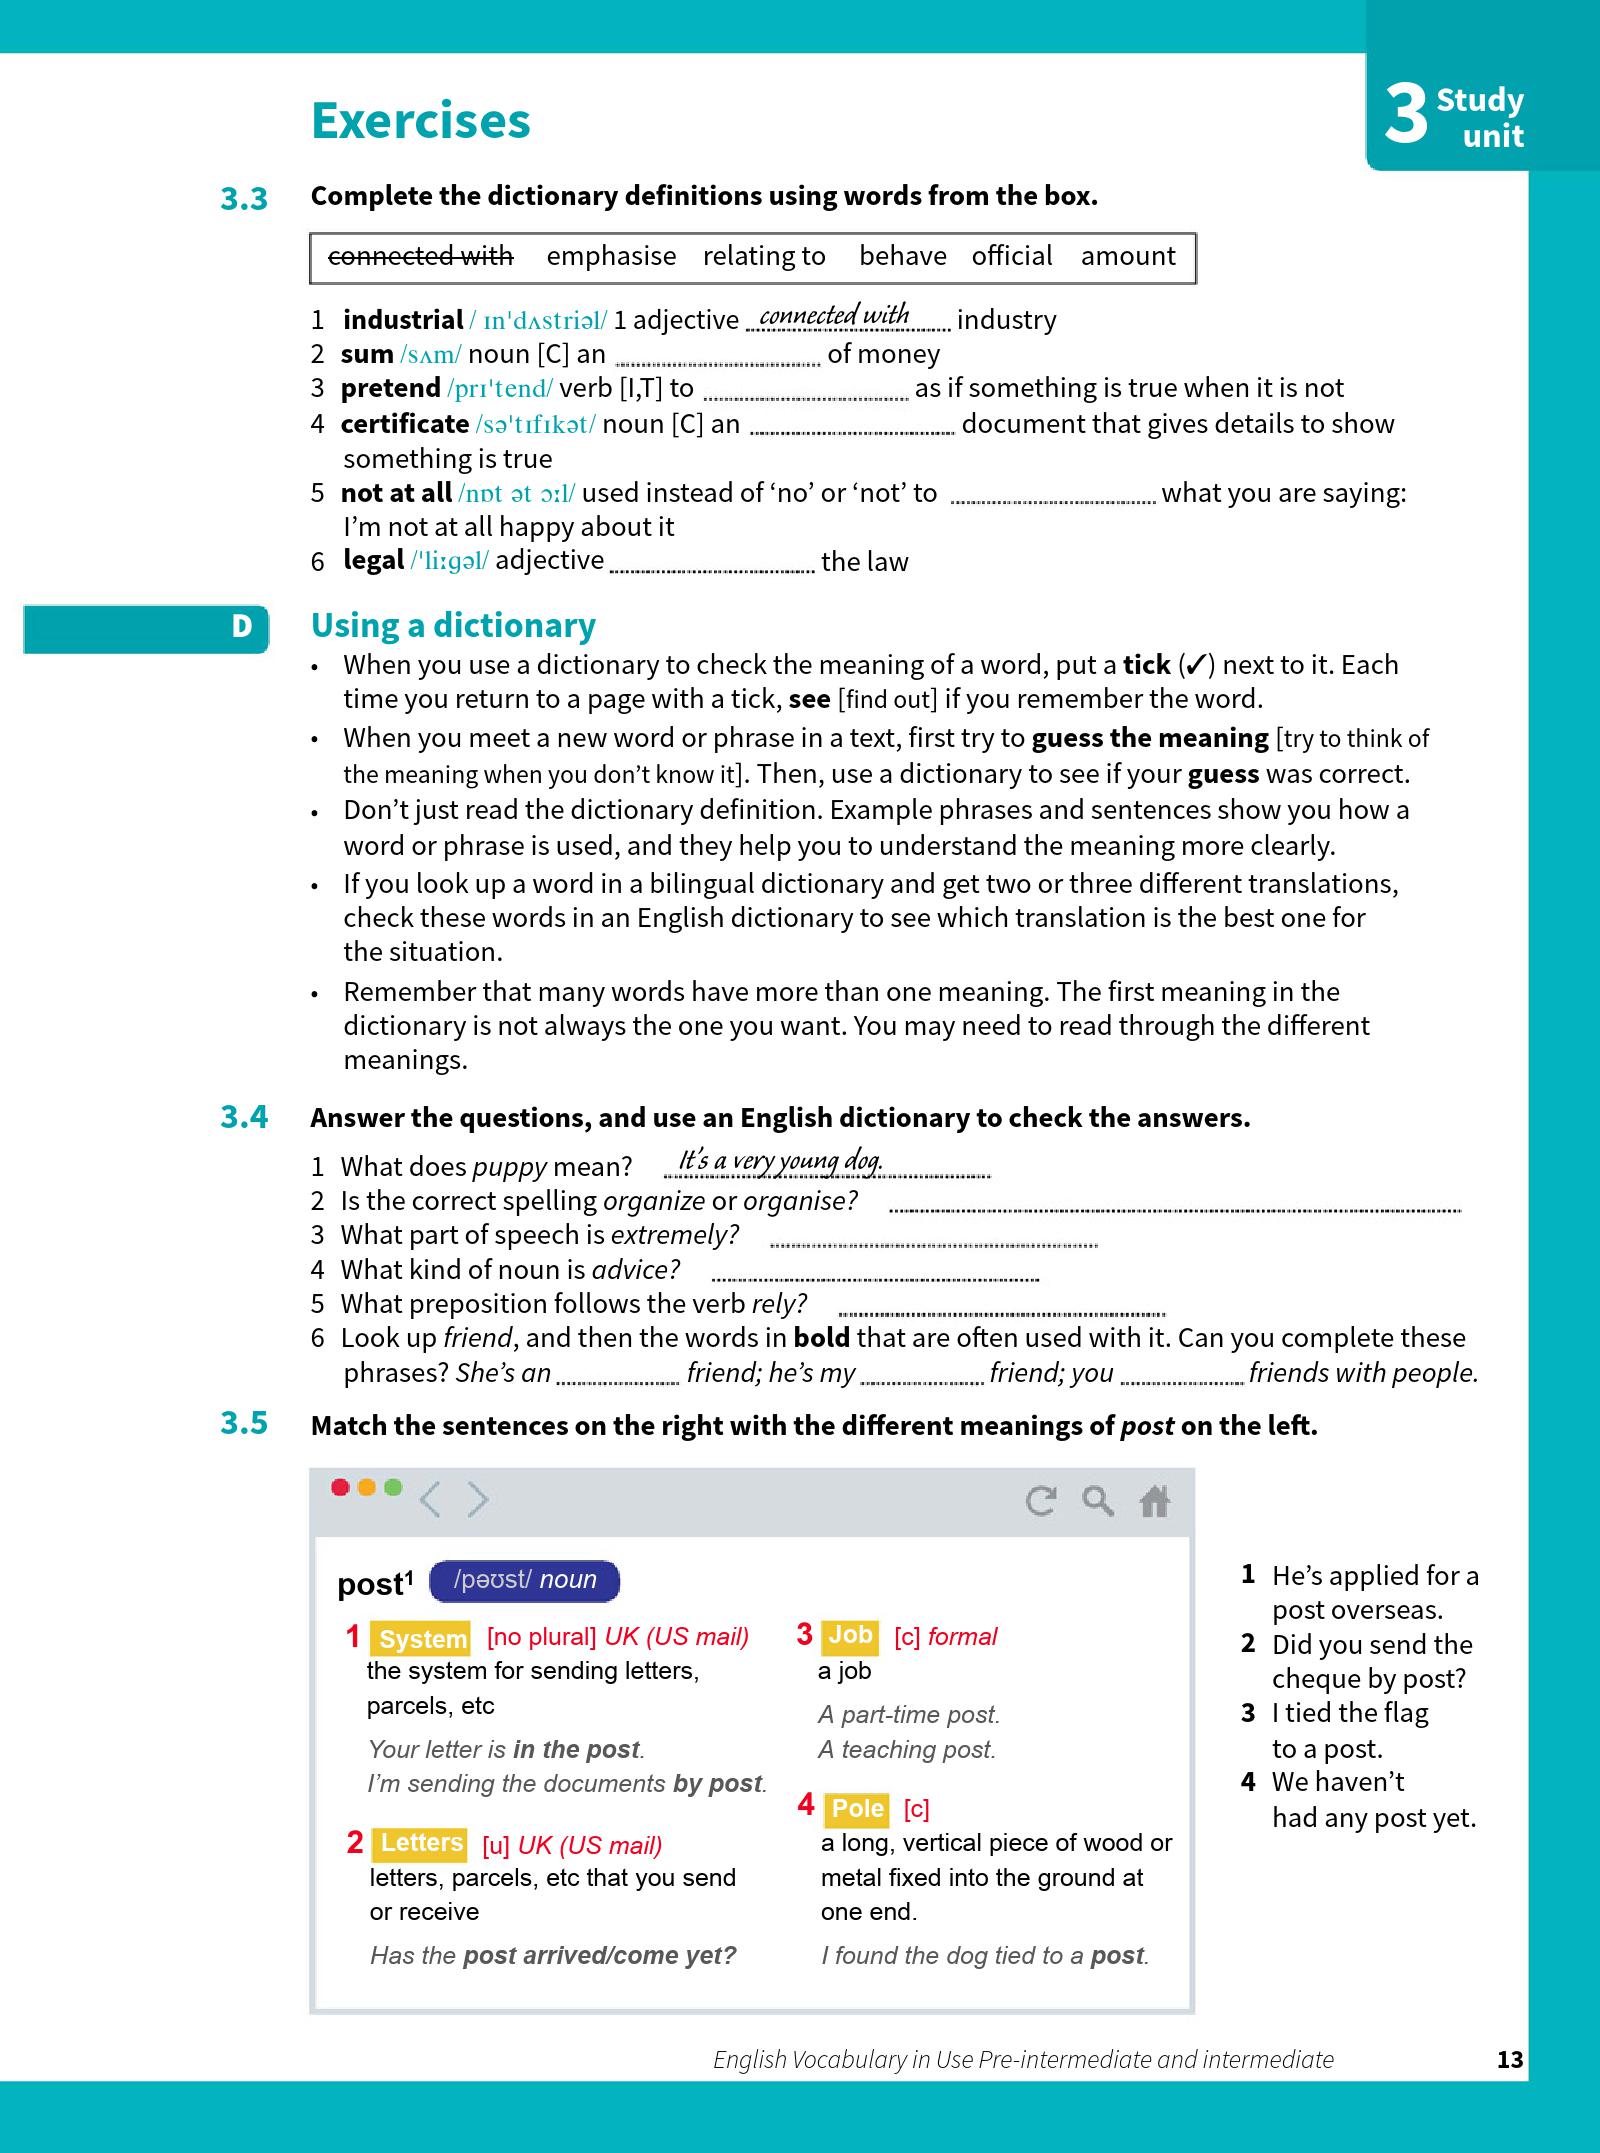 3 Study
unit
Exercises
3.3 Complete the dictionary definitions using words from the box.
connected with emphasise relating to behave official amount
1 industrial / ɪnˈdʌstriəl/ 1 adjective connected with industry
2 sum /sʌm/ noun [C] an ........ of money
3 pretend /prɪˈtend/ verb [I,T] to ........ as if something is true when it is not
4 certificate /səˈtɪfɪkət/ noun [C] an ........ document that gives details to show
something is true
5 not at all /nɒt ət ɔːl/ used instead of ‘no’ or ‘not’ to ........ what you are saying:
I’m not at all happy about it
6 legal /ˈliːɡəl/ adjective ........ the law
D Using a dictionary
• When you use a dictionary to check the meaning of a word, put a tick (✓) next to it. Each
time you return to a page with a tick, see [find out] if you remember the word.
• When you meet a new word or phrase in a text, first try to guess the meaning [try to think of
the meaning when you don’t know it]. Then, use a dictionary to see if your guess was correct.
• Don’t just read the dictionary definition. Example phrases and sentences show you how a
word or phrase is used, and they help you to understand the meaning more clearly.
• If you look up a word in a bilingual dictionary and get two or three different translations,
check these words in an English dictionary to see which translation is the best one for
the situation.
• Remember that many words have more than one meaning. The first meaning in the
dictionary is not always the one you want. You may need to read through the different
meanings.
3.4 Answer the questions, and use an English dictionary to check the answers.
1 What does puppy mean? It’s a very young dog.
2 Is the correct spelling organize or organise? ........
3 What part of speech is extremely? ........
4 What kind of noun is advice? ........
5 What preposition follows the verb rely? ........
6 Look up friend, and then the words in bold that are often used with it. Can you complete these
phrases? She’s an ........ friend; he’s my ........ friend; you ........ friends with people.
3.5 Match the sentences on the right with the different meanings of post on the left.
post¹ /pəʊst/ noun
1 System [no plural] UK (US mail)
the system for sending letters,
parcels, etc
Your letter is in the post.
I’m sending the documents by post.
2 Letters [u] UK (US mail)
letters, parcels, etc that you send
or receive
Has the post arrived/come yet?
3 Job [c] formal
a job
A part-time post.
A teaching post.
4 Pole [c]
a long, vertical piece of wood or
metal fixed into the ground at
one end.
I found the dog tied to a post.
1 He’s applied for a
post overseas.
2 Did you send the
cheque by post?
3 I tied the flag
to a post.
4 We haven’t
had any post yet.
English Vocabulary in Use Pre-intermediate and intermediate 13